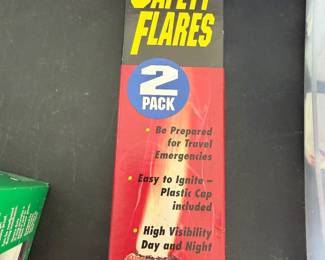 SAFETY
FLARES
2
PACK
• Be Prepared
for Travel
Emergencies
• Easy to Ignite –
Plastic Cap
included
• High Visibility
Day and Night